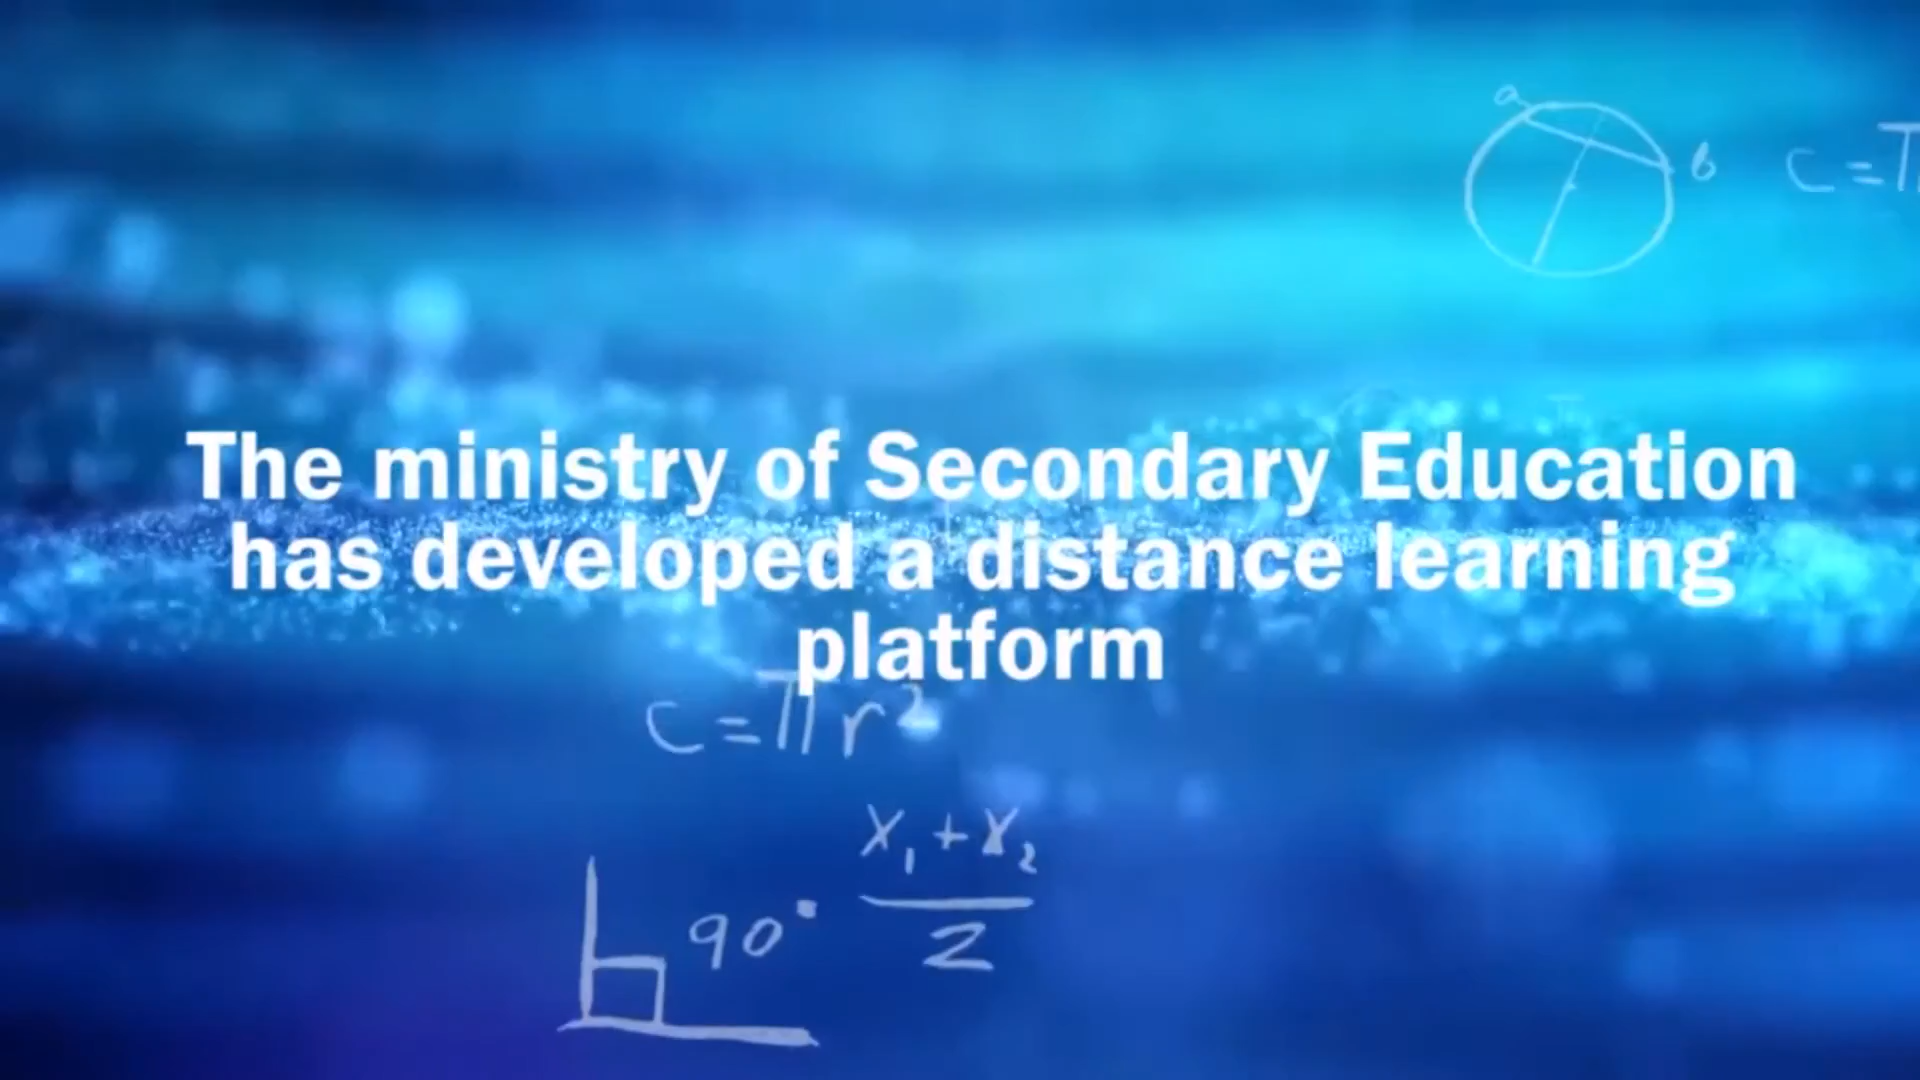 a
b C = π
The ministry of Secondary Education
has developed a distance learning
platform
C = πr²
x₁ + x₂
90°
2